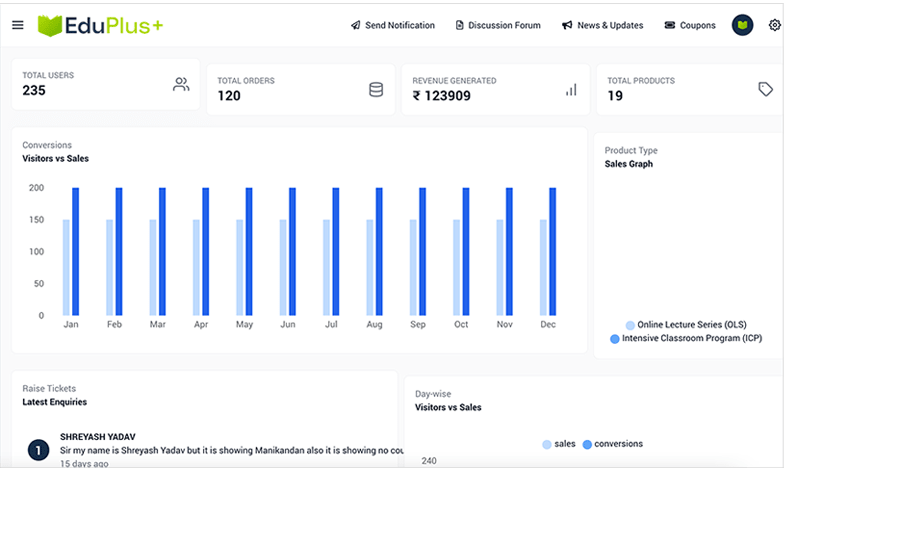 EduPlus+
Send Notification
Discussion Forum
News & Updates
Coupons
TOTAL USERS
235
TOTAL ORDERS
120
REVENUE GENERATED
₹ 123909
TOTAL PRODUCTS
19
Conversions
Visitors vs Sales
200
150
100
50
0
Jan Feb Mar Apr May Jun Jul Aug Sep Oct Nov Dec
Product Type
Sales Graph
Online Lecture Series (OLS)
Intensive Classroom Program (ICP)
Raise Tickets
Latest Enquiries
1
SHREYASH YADAV
Sir my name is Shreyash Yadav but it is showing Manikandan also it is showing no cou
15 days ago
Day-wise
Visitors vs Sales
sales conversions
240